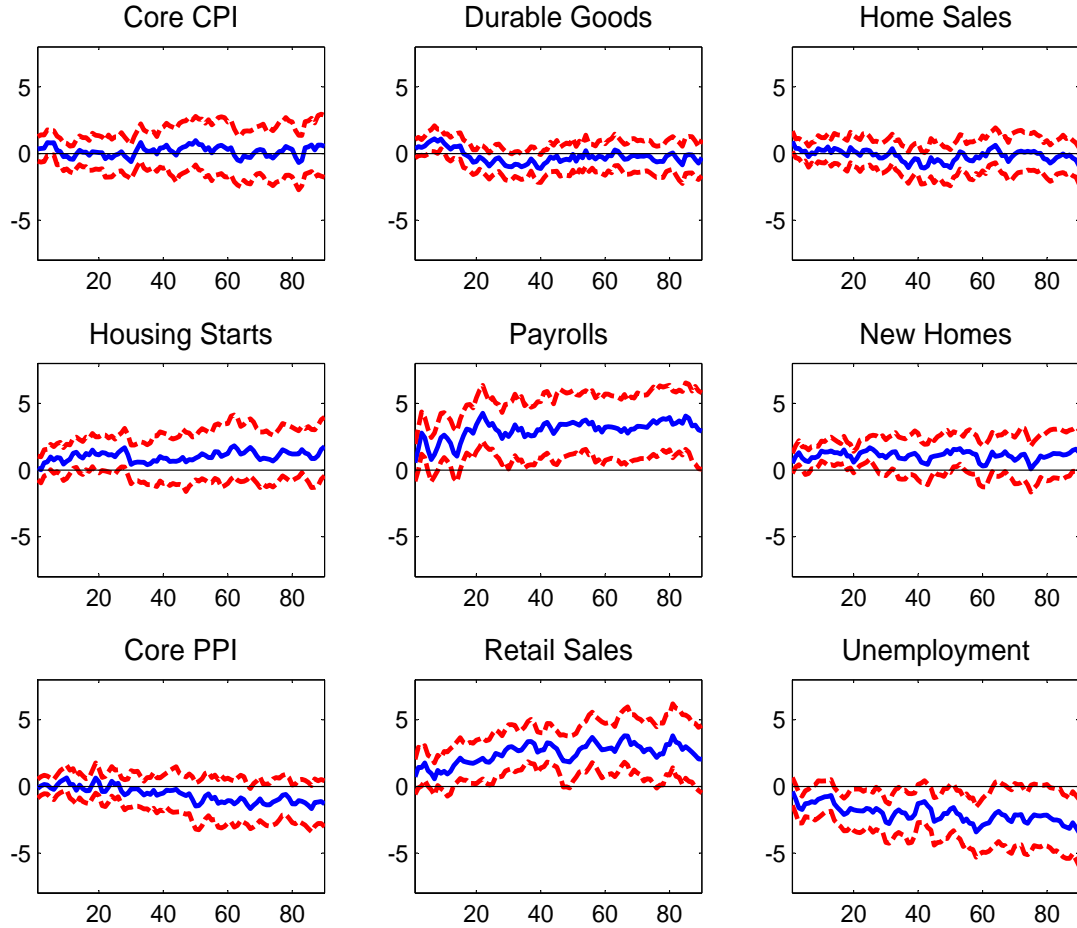 Core CPI
5
0
-5
20 40 60 80
Durable Goods
5
0
-5
20 40 60 80
Home Sales
5
0
-5
20 40 60 80
Housing Starts
5
0
-5
20 40 60 80
Payrolls
5
0
-5
20 40 60 80
New Homes
5
0
-5
20 40 60 80
Core PPI
5
0
-5
20 40 60 80
Retail Sales
5
0
-5
20 40 60 80
Unemployment
5
0
-5
20 40 60 80